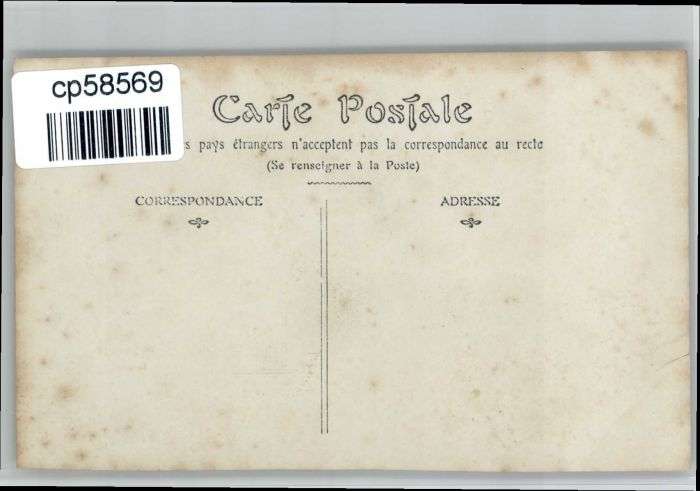 cp58569
Carte Postale
s pays étrangers n'acceptent pas la correspondance au recto
(Se renseigner à la Poste)
CORRESPONDANCE
ADRESSE